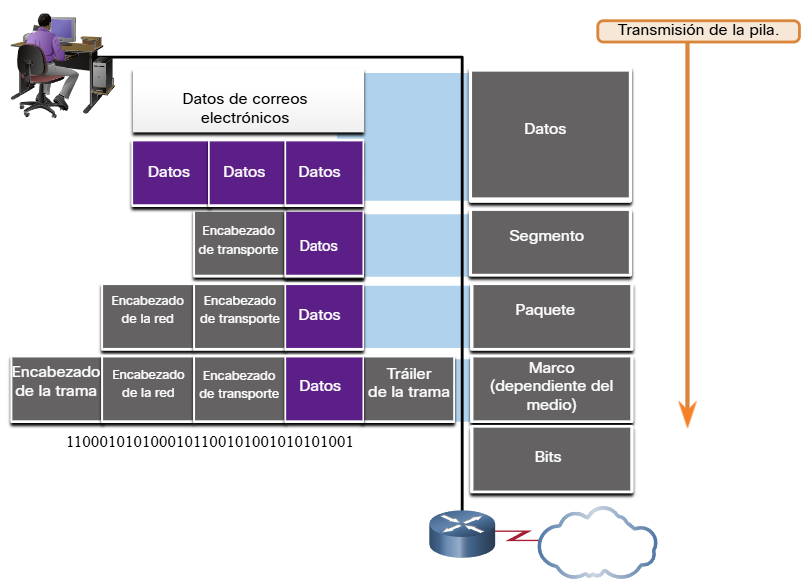 Transmisión de la pila.
Datos de correos
electrónicos
Datos
Datos Datos Datos
Encabezado
de transporte
Datos
Segmento
Encabezado
de la red
Encabezado
de transporte
Datos
Paquete
Encabezado
de la trama
Encabezado
de la red
Encabezado
de transporte
Datos
Tráiler
de la trama
Marco
(dependiente del
medio)
1100010101000101100101001010101001
Bits